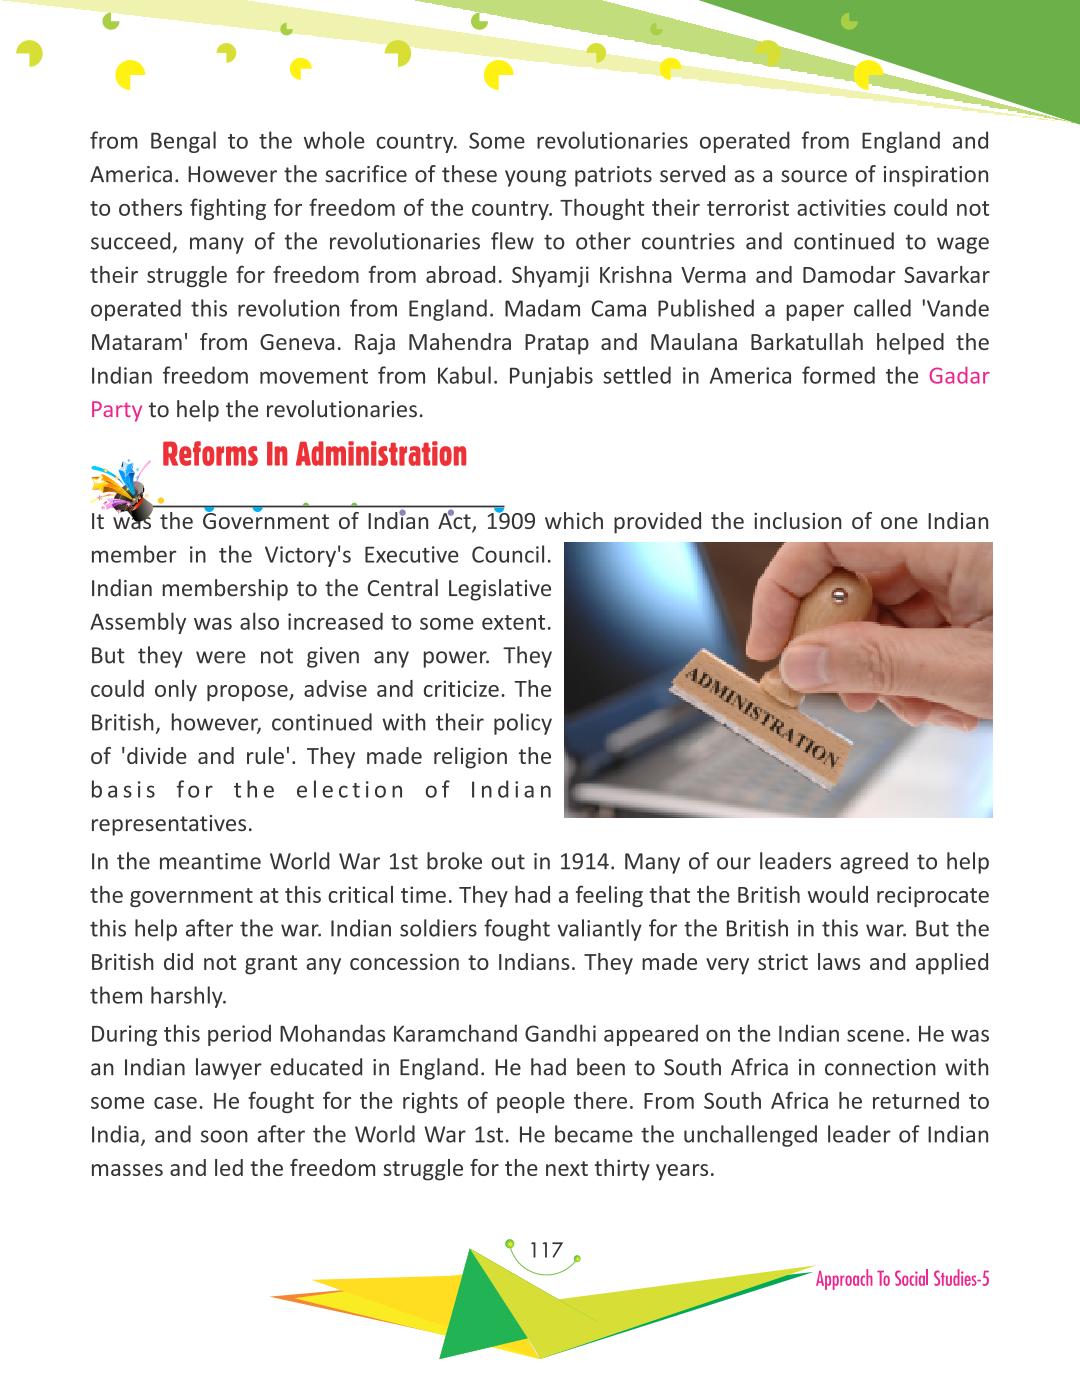 from Bengal to the whole country. Some revolutionaries operated from England and
America. However the sacrifice of these young patriots served as a source of inspiration
to others fighting for freedom of the country. Thought their terrorist activities could not
succeed, many of the revolutionaries flew to other countries and continued to wage
their struggle for freedom from abroad. Shyamji Krishna Verma and Damodar Savarkar
operated this revolution from England. Madam Cama Published a paper called 'Vande
Mataram' from Geneva. Raja Mahendra Pratap and Maulana Barkatullah helped the
Indian freedom movement from Kabul. Punjabis settled in America formed the Gadar
Party to help the revolutionaries.
Reforms In Administration
It was the Government of Indian Act, 1909 which provided the inclusion of one Indian
member in the Victory's Executive Council.
Indian membership to the Central Legislative
Assembly was also increased to some extent.
But they were not given any power. They
could only propose, advise and criticize. The
British, however, continued with their policy
of 'divide and rule'. They made religion the
basis for the election of Indian
representatives.
ADMINISTRATION
In the meantime World War 1st broke out in 1914. Many of our leaders agreed to help
the government at this critical time. They had a feeling that the British would reciprocate
this help after the war. Indian soldiers fought valiantly for the British in this war. But the
British did not grant any concession to Indians. They made very strict laws and applied
them harshly.
During this period Mohandas Karamchand Gandhi appeared on the Indian scene. He was
an Indian lawyer educated in England. He had been to South Africa in connection with
some case. He fought for the rights of people there. From South Africa he returned to
India, and soon after the World War 1st. He became the unchallenged leader of Indian
masses and led the freedom struggle for the next thirty years.
117
Approach To Social Studies-5